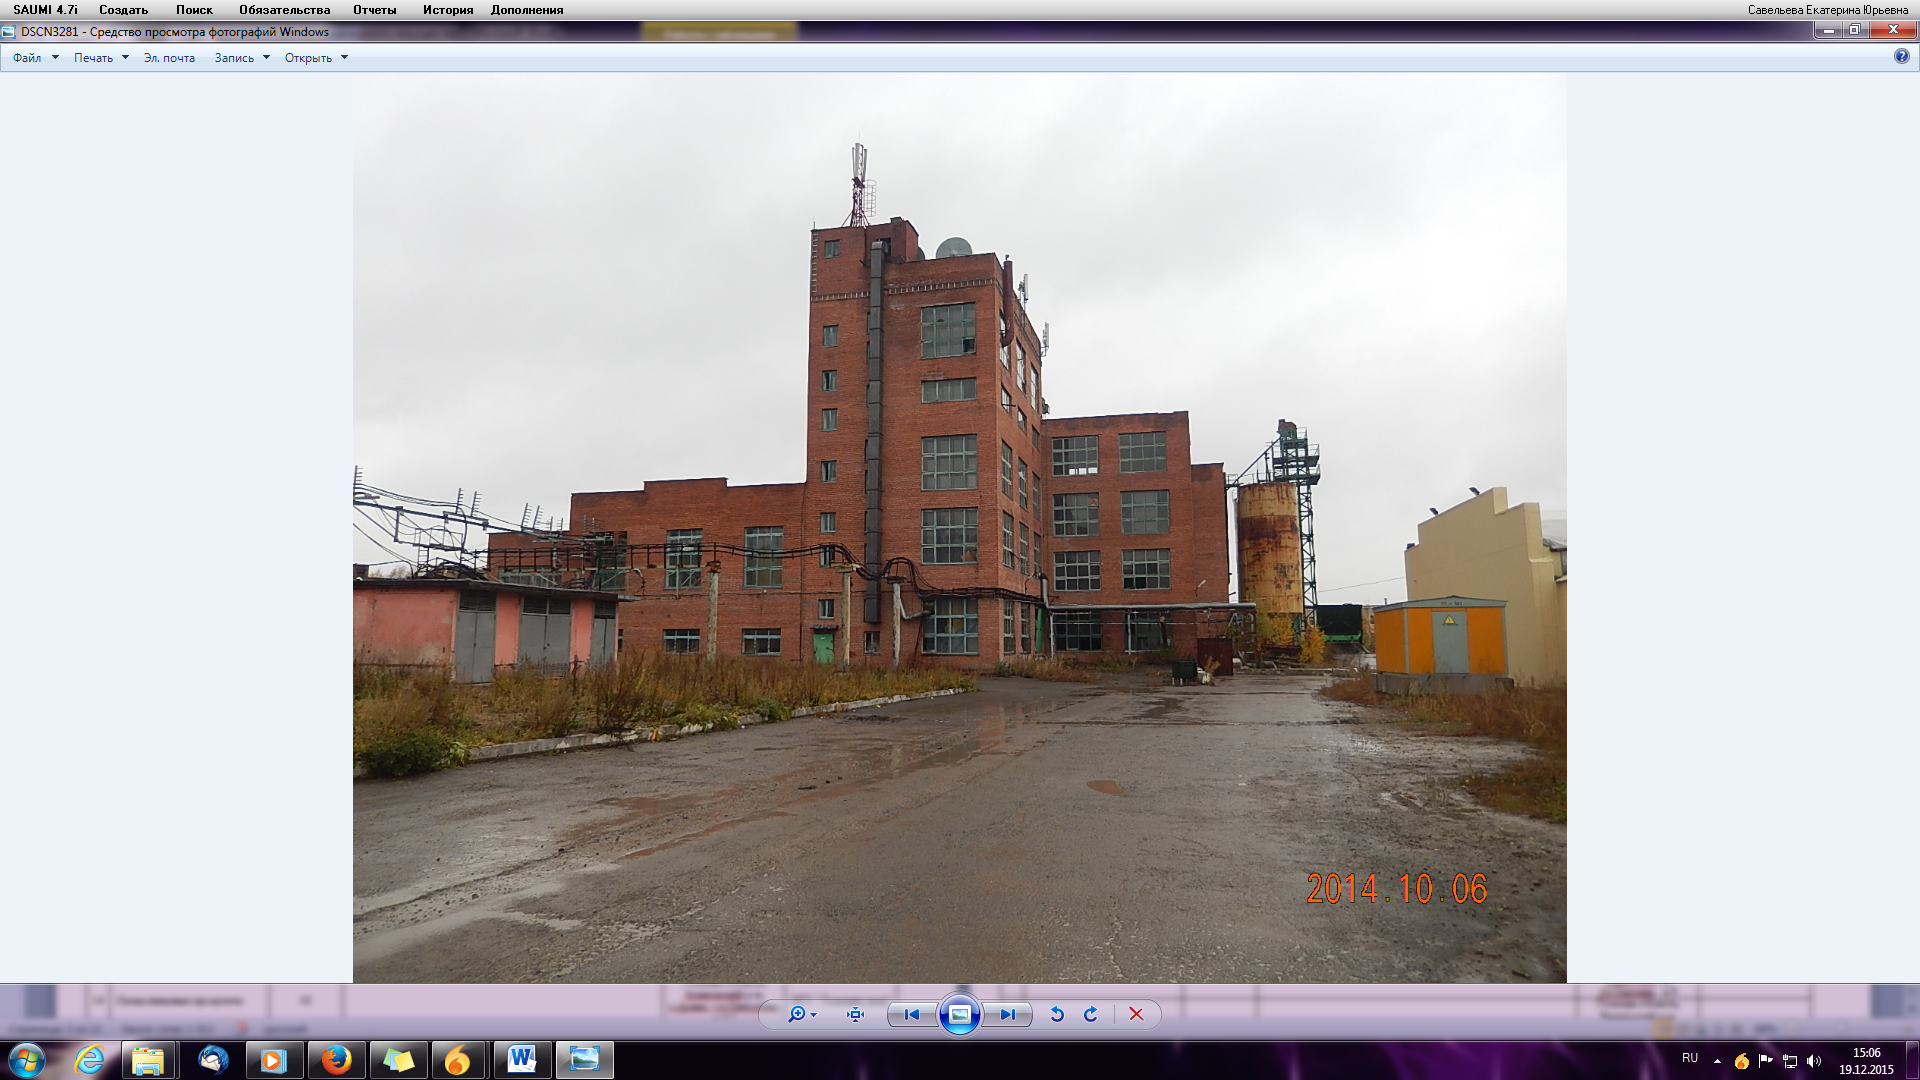 SAUMI 4.7i Создать Поиск Обязательства Отчеты История Дополнения Савельева Екатерина Юрьевна
DSCN3281 - Средство просмотра фотографий Windows
Файл Печать Эл. почта Запись Открыть
2014.10.06
RU
15:06
19.12.2015